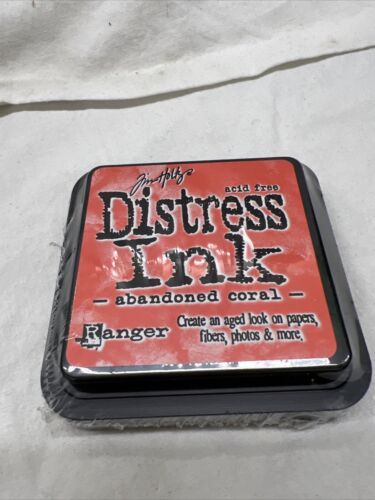 Tim Holtz
acid free
Distress
Ink
- abandoned coral -
Ranger
Create an aged look on papers,
fibers, photos & more.